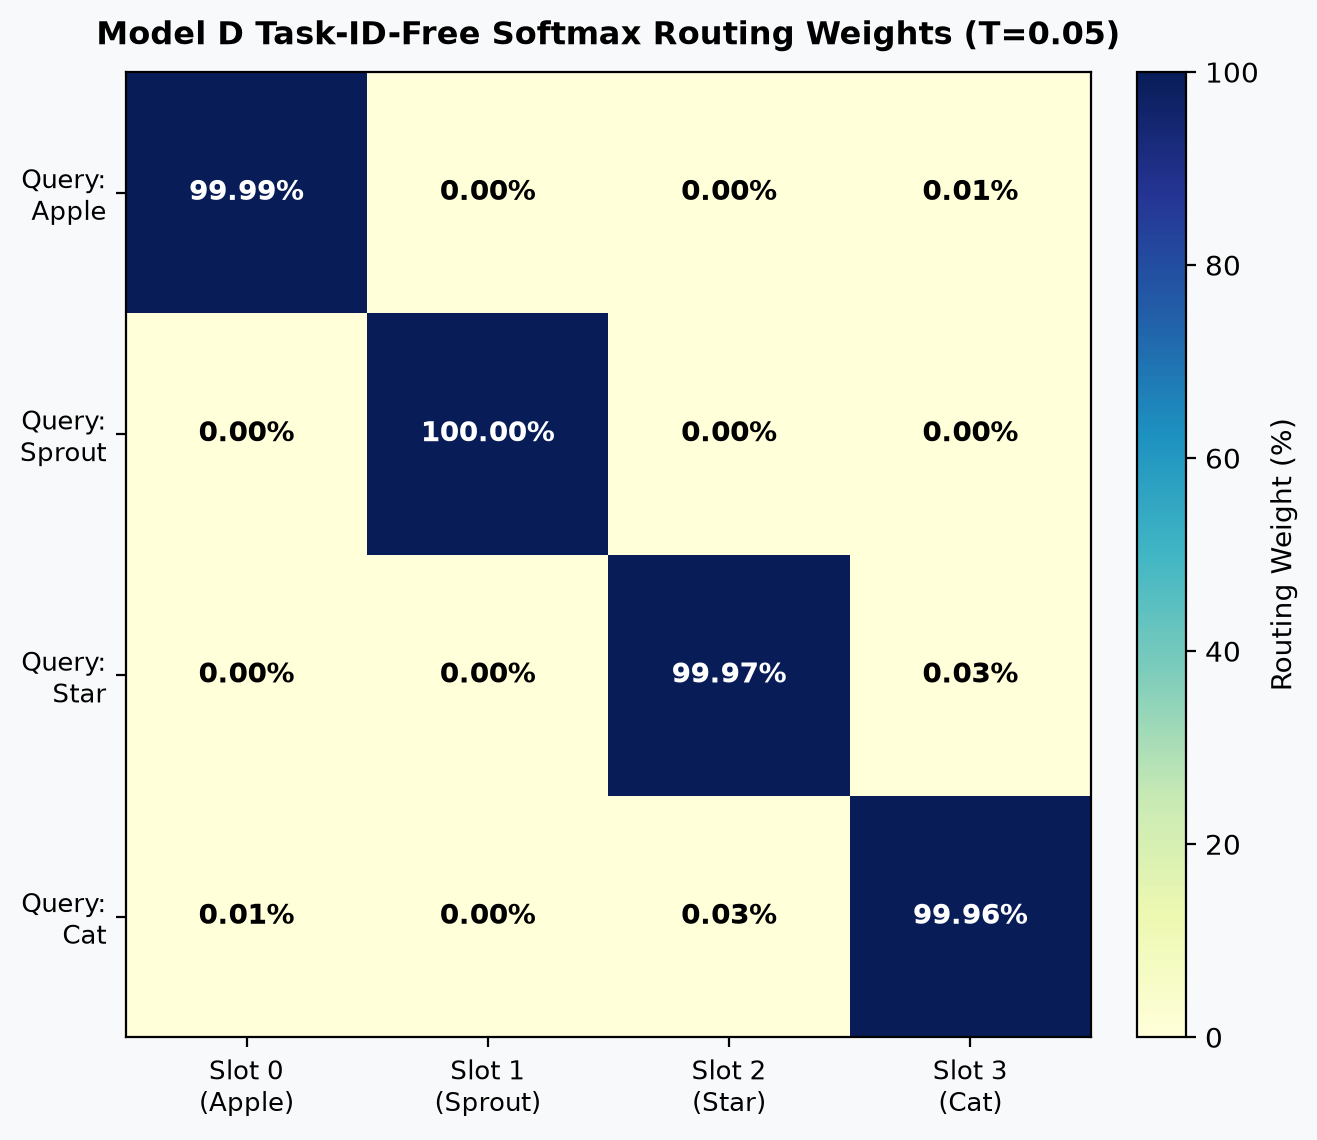 Model D Task-ID-Free Softmax Routing Weights (T=0.05)
Query:
Apple
99.99%
0.00%
0.00%
0.01%
Query:
Sprout
0.00%
100.00%
0.00%
0.00%
Query:
Star
0.00%
0.00%
99.97%
0.03%
Query:
Cat
0.01%
0.00%
0.03%
99.96%
Slot 0
(Apple)
Slot 1
(Sprout)
Slot 2
(Star)
Slot 3
(Cat)
100
80
60
40
20
0
Routing Weight (%)